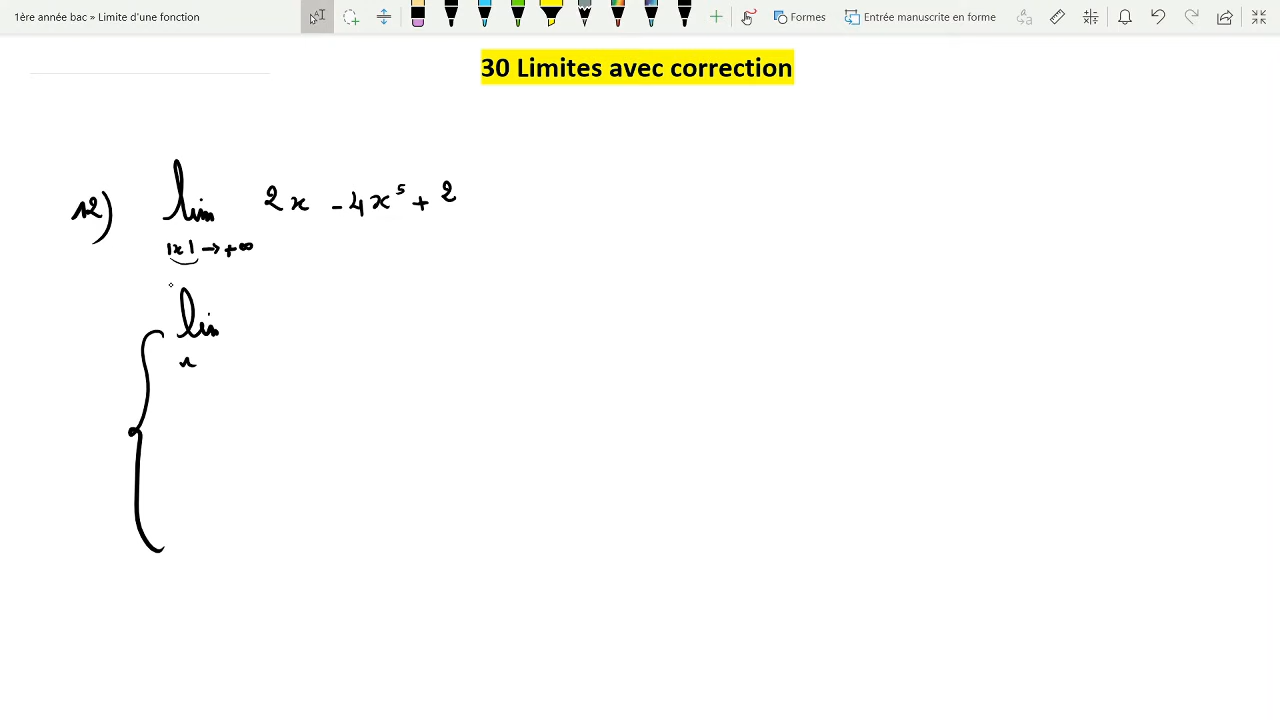 1ère année bac » Limite d'une fonction
Formes
Entrée manuscrite en forme
30 Limites avec correction
12) lim 2x - 4x⁵ + 2
|x| → +∞
lim
x